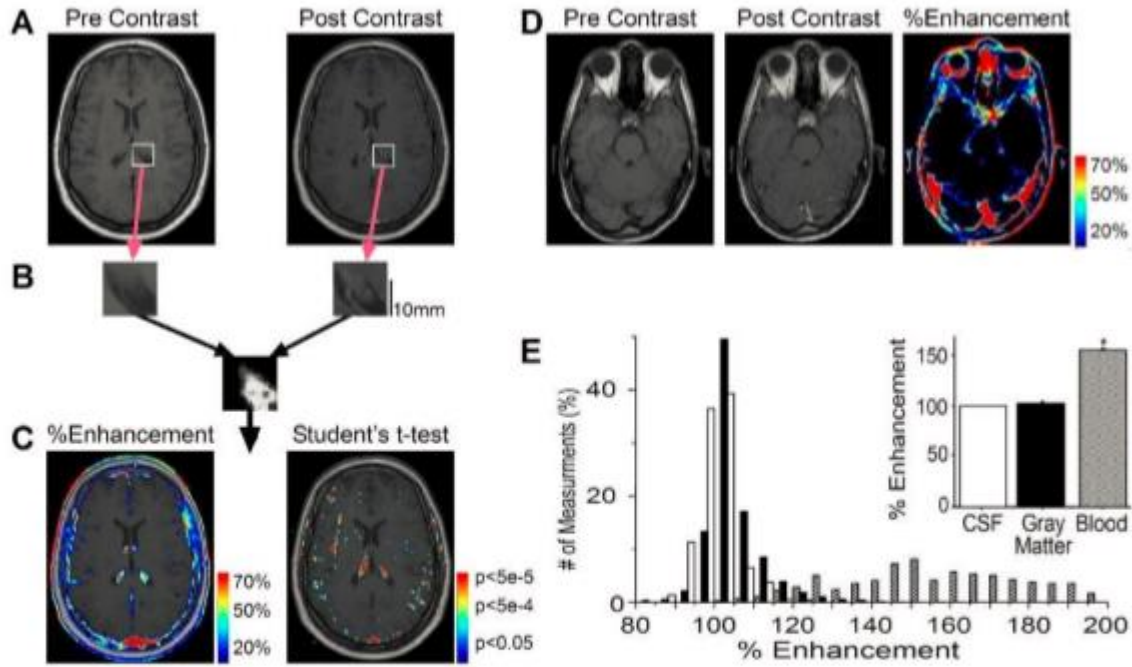 A
Pre Contrast
Post Contrast
B
10mm
C
%Enhancement
70%
50%
20%
Student's t-test
p<5e-5
p<5e-4
p<0.05
D
Pre Contrast
Post Contrast
%Enhancement
70%
50%
20%
E
# of Measurments (%)
40
20
0
80
100
120
140
160
180
200
% Enhancement
% Enhancement
150
100
50
0
#
CSF
Gray
Matter
Blood